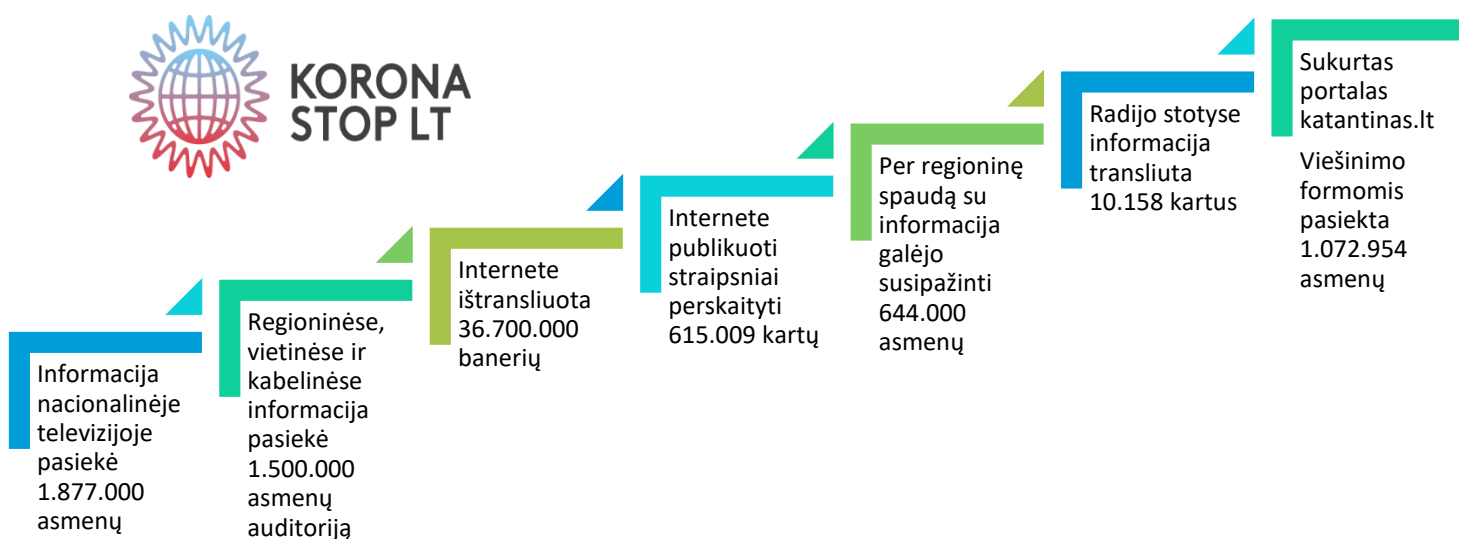 KORONA
STOP LT
Informacija
nacionalinėje
televizijoje
pasiekė
1.877.000
asmenų
Regioninėse,
vietinėse ir
kabelinėse
informacija
pasiekė
1.500.000
asmenų
auditoriją
Internete
ištransliuota
36.700.000
banerių
Internete
publikuoti
straipsniai
perskaityti
615.009 kartų
Per regioninę
spaudą su
informacija
galėjo
susipažinti
644.000
asmenų
Radijo stotyse
informacija
transliuta
10.158 kartus
Sukurtas
portalas
katantinas.lt
Viešinimo
formomis
pasiekta
1.072.954
asmenų